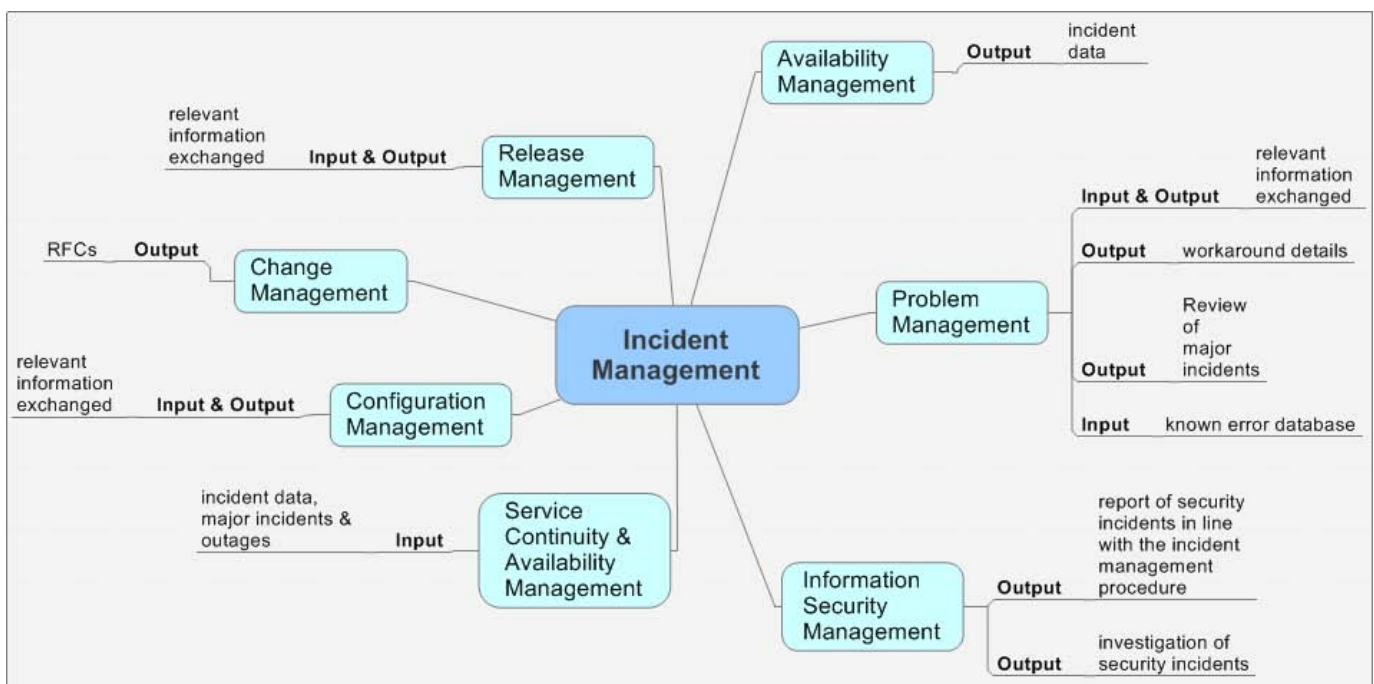 Incident
Management
Availability
Management
Output
incident
data
Problem
Management
Input & Output
relevant
information
exchanged
Output
workaround details
Output
Review
of
major
incidents
Input
known error database
Information
Security
Management
Output
report of security
incidents in line
with the incident
management
procedure
Output
investigation of
security incidents
Release
Management
Input & Output
relevant
information
exchanged
Change
Management
Output
RFCs
Configuration
Management
Input & Output
relevant
information
exchanged
Service
Continuity &
Availability
Management
Input
incident data,
major incidents &
outages